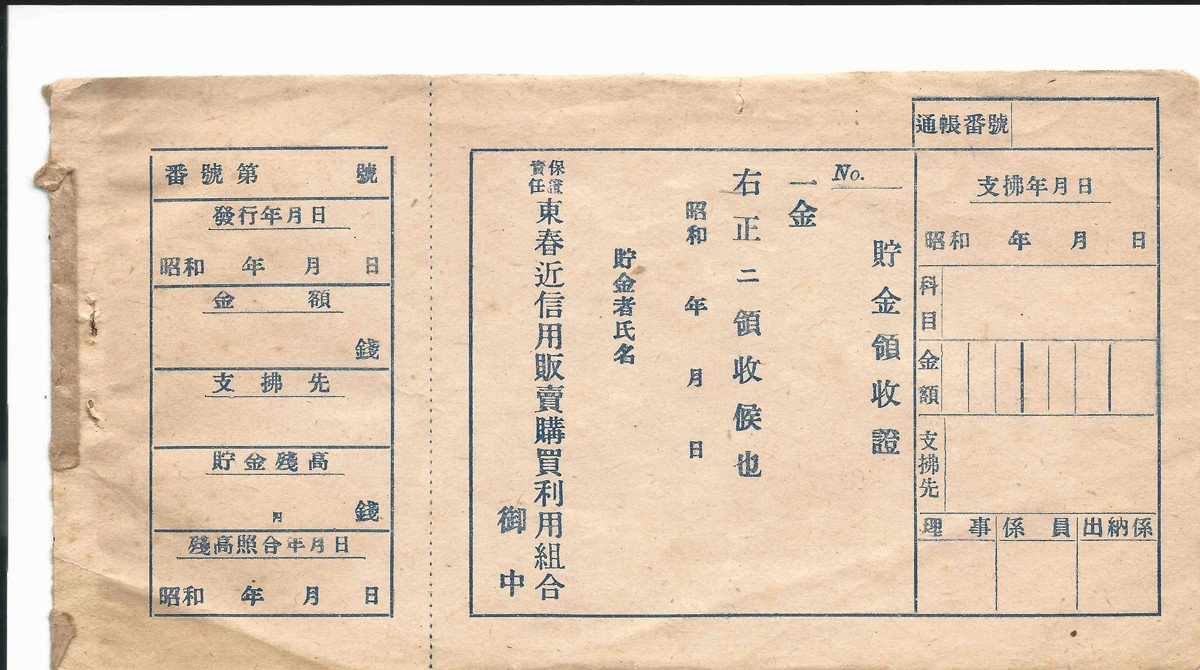 通帳番號
支拂年月日
昭和 年 月 日
科目
金額
支拂先
理事 係員 出納係
No.
貯金領收證
一金
右正ニ領收候也
昭和 年 月 日
貯金者氏名
保證責任 東春近信用販賣購買利用組合
御中
番號第 號
發行年月日
昭和 年 月 日
金額
錢
支拂先
貯金殘高
円 錢
殘高照合年月日
昭和 年 月 日